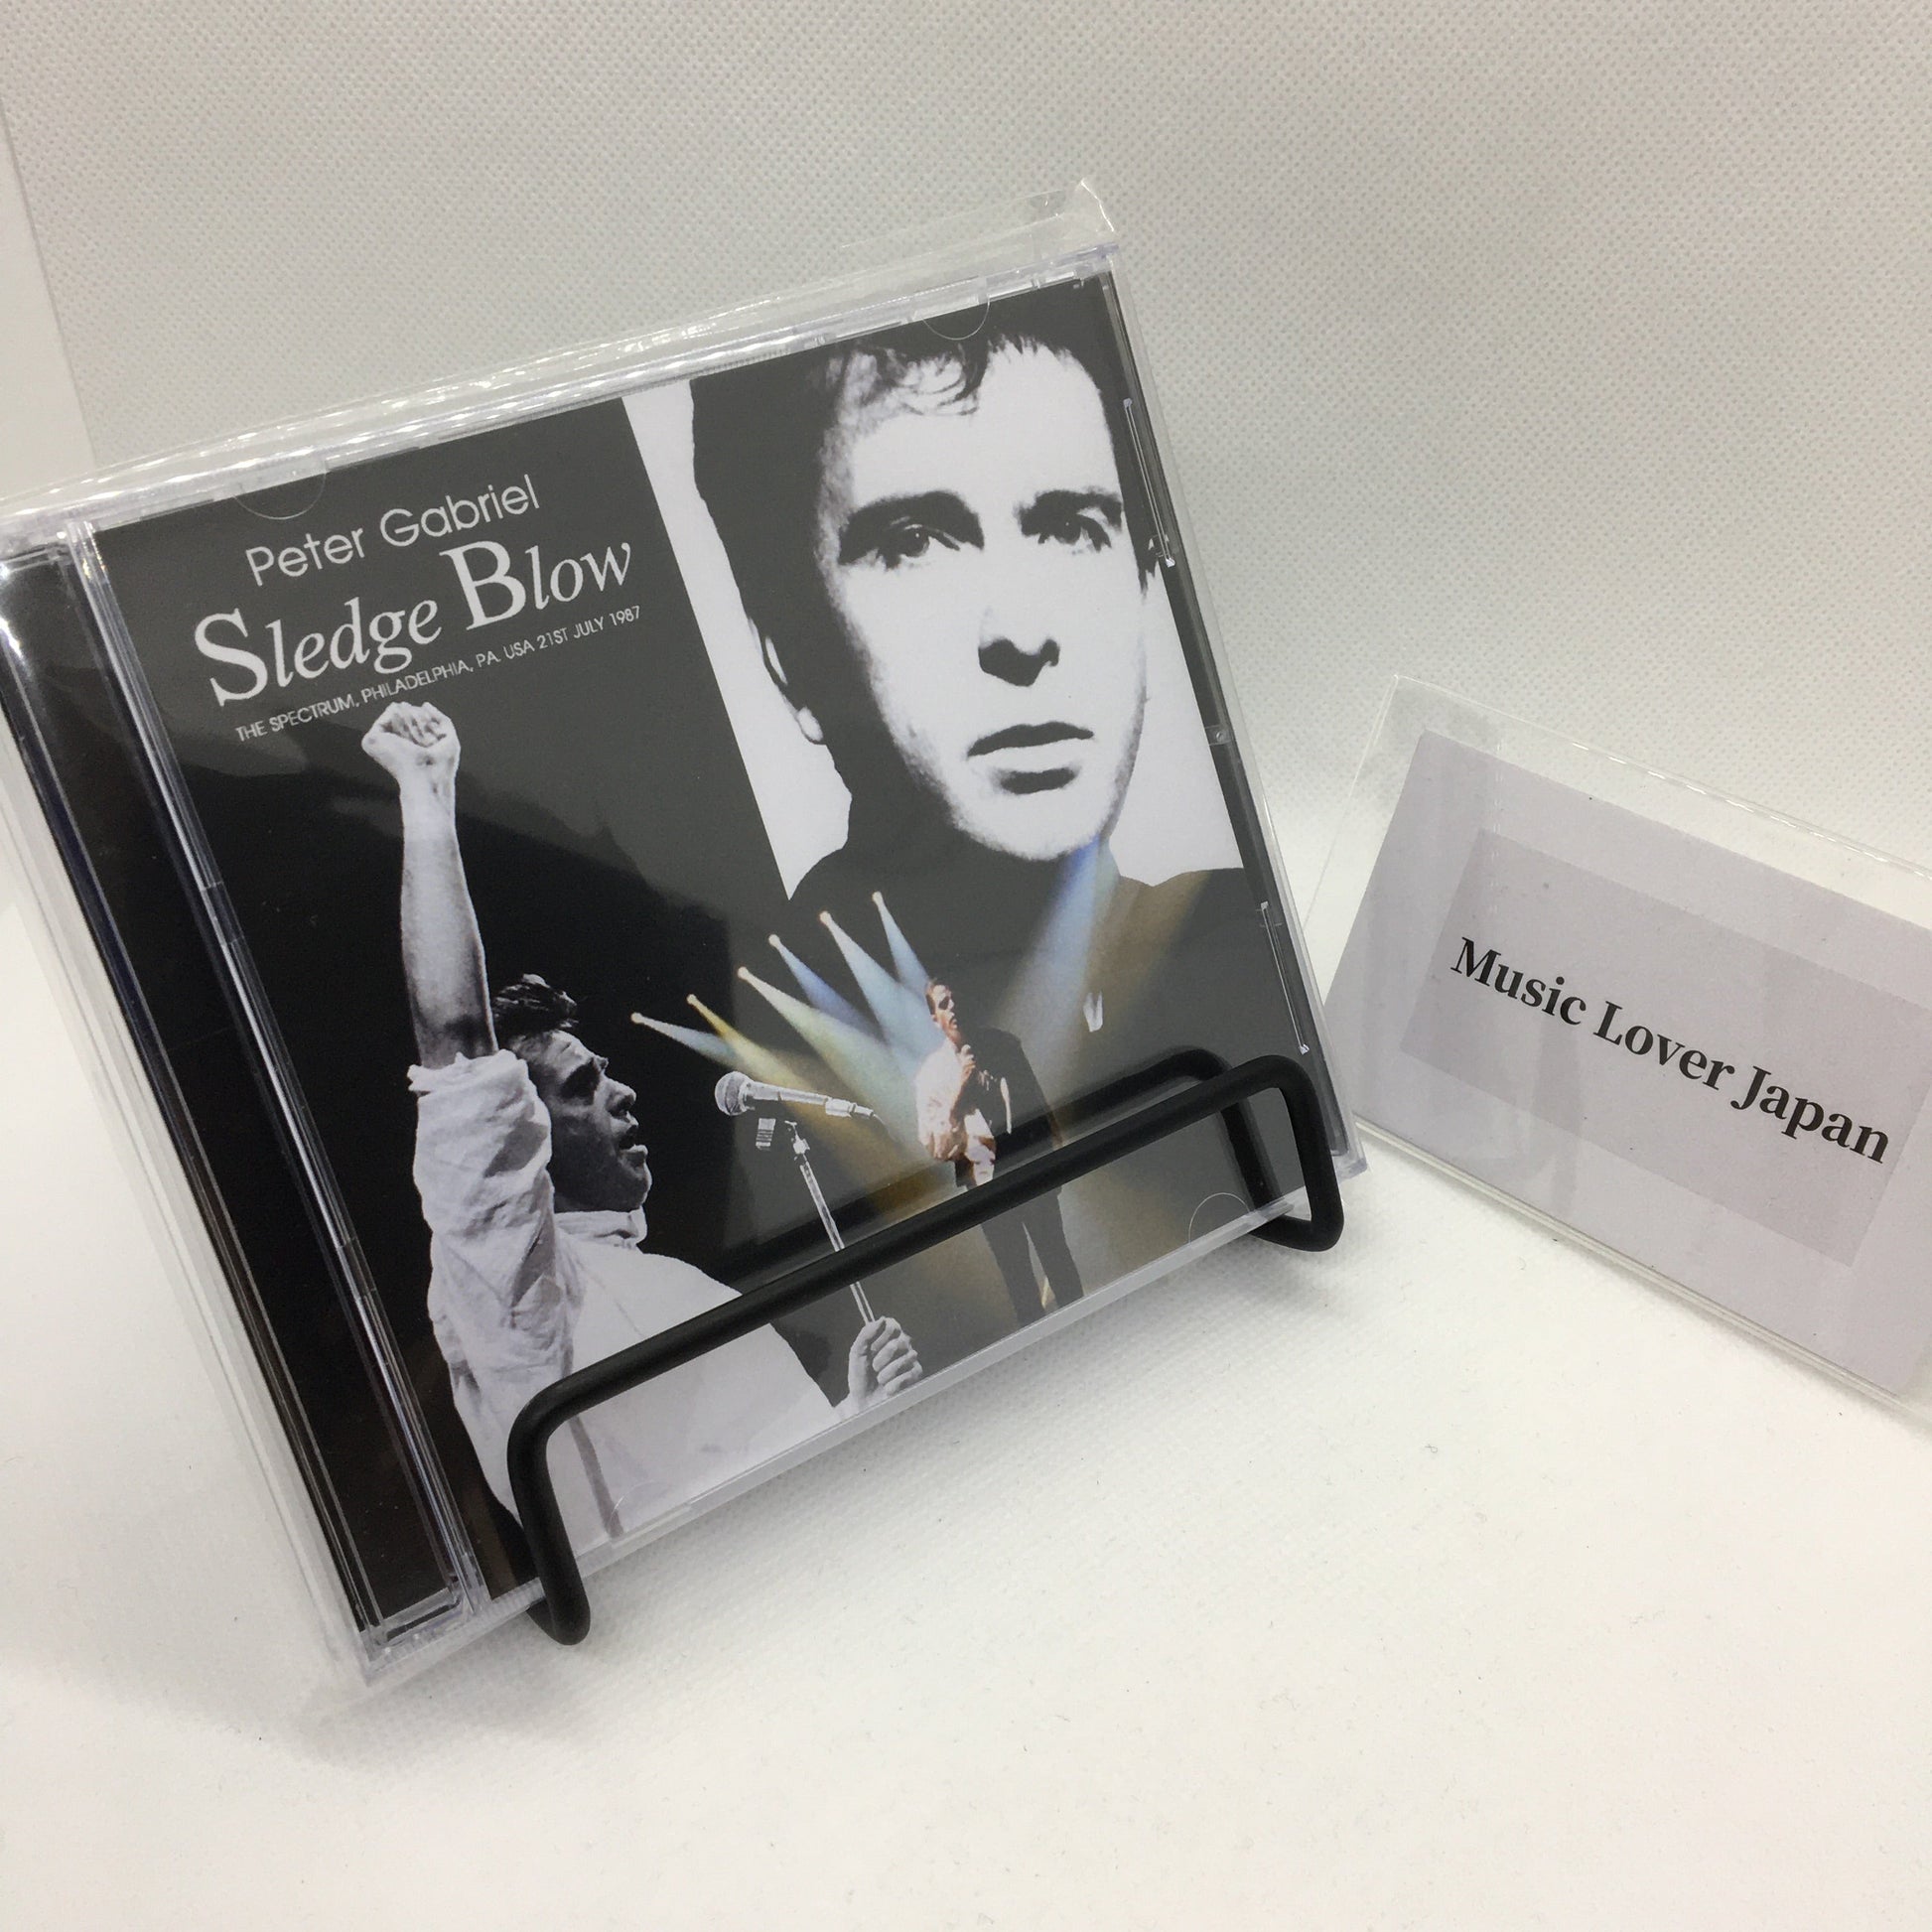 Peter Gabriel
Sledge Blow
THE SPECTRUM, PHILADELPHIA, PA. USA 21ST JULY 1987
Music Lover Japan